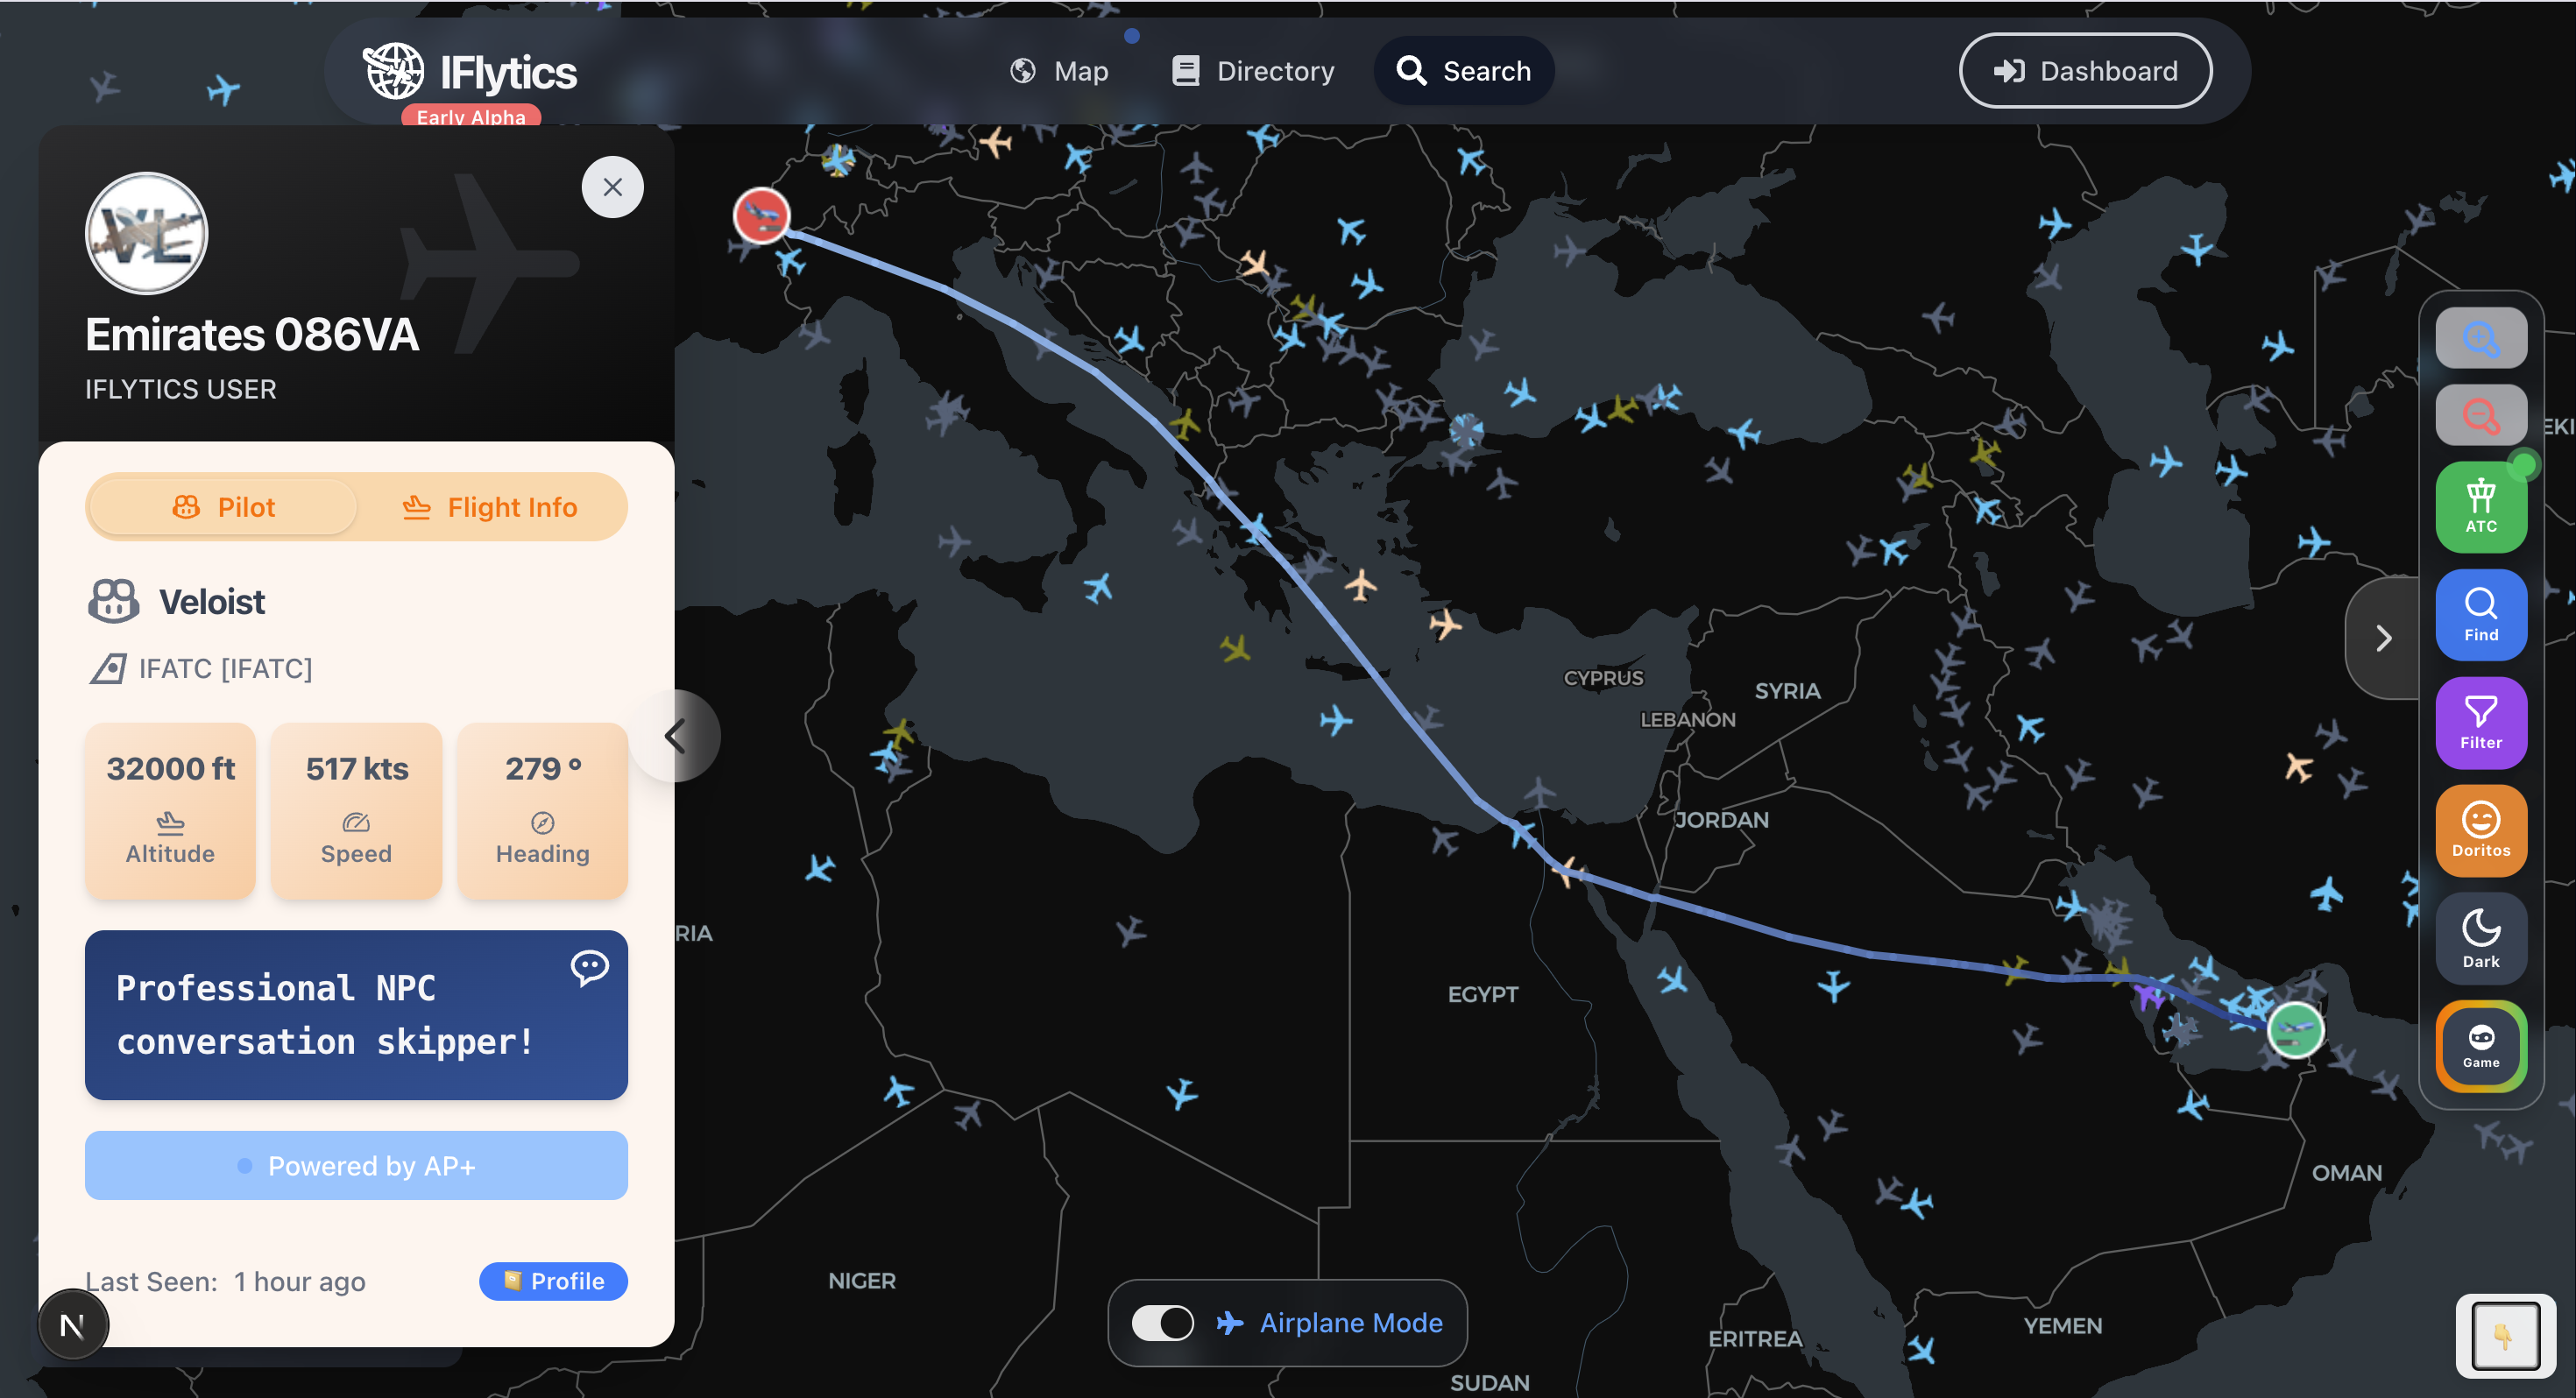 IFlytics
Early Alpha
Map
Directory
Search
Dashboard
VL
Emirates 086VA
IFLYTICS USER
Pilot
Flight Info
Veloist
IFATC [IFATC]
32000 ft
Altitude
517 kts
Speed
279 °
Heading
Professional NPC
conversation skipper!
Powered by AP+
Last Seen: 1 hour ago
Profile
N
CYPRUS
SYRIA
LEBANON
JORDAN
RIA
EGYPT
OMAN
NIGER
ERITREA
YEMEN
SUDAN
EKI
Airplane Mode
ATC
Find
Filter
Doritos
Dark
Game